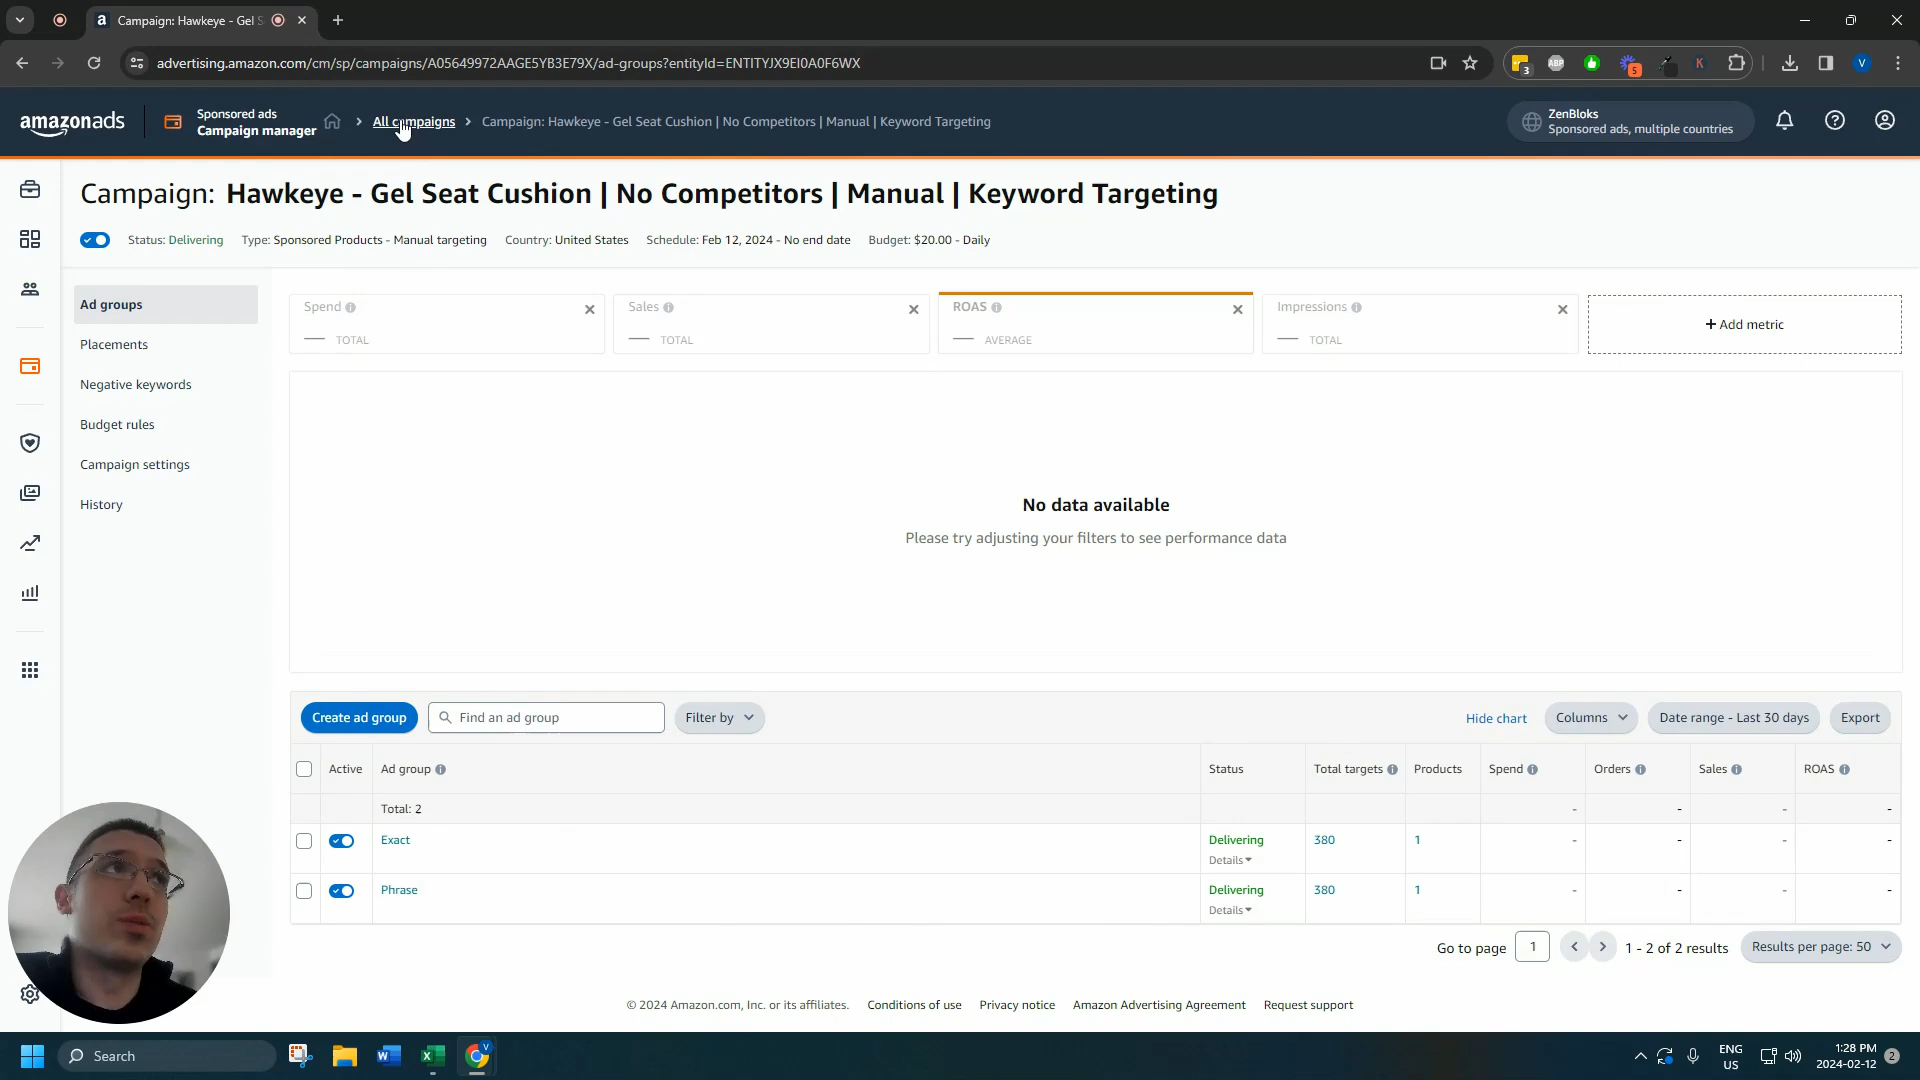 a Campaign: Hawkeye - Gel S
advertising.amazon.com/cm/sp/campaigns/A05649972AAGE5YB3E79X/ad-groups?entityId=ENTITYJX9EI0A0F6WX
3
ABP
5
K
V
amazonads
Sponsored ads
Campaign manager
All campaigns
Campaign: Hawkeye - Gel Seat Cushion | No Competitors | Manual | Keyword Targeting
ZenBloks
Sponsored ads, multiple countries
Campaign: Hawkeye - Gel Seat Cushion | No Competitors | Manual | Keyword Targeting
Status: Delivering Type: Sponsored Products - Manual targeting Country: United States Schedule: Feb 12, 2024 - No end date Budget: $20.00 - Daily
Ad groups
Placements
Negative keywords
Budget rules
Campaign settings
History
Spend
— TOTAL
Sales
— TOTAL
ROAS
— AVERAGE
Impressions
— TOTAL
+ Add metric
No data available
Please try adjusting your filters to see performance data
Create ad group
Find an ad group
Filter by
Hide chart
Columns
Date range - Last 30 days
Export
Active Ad group Status Total targets Products Spend Orders Sales ROAS
Total: 2 - - - -
Exact Delivering 380 1 - - - -
Details
Phrase Delivering 380 1 - - - -
Details
Go to page 1 1 - 2 of 2 results Results per page: 50
© 2024 Amazon.com, Inc. or its affiliates. Conditions of use Privacy notice Amazon Advertising Agreement Request support
Search
W
X
V
ENG
US
1:28 PM
2024-02-12
2